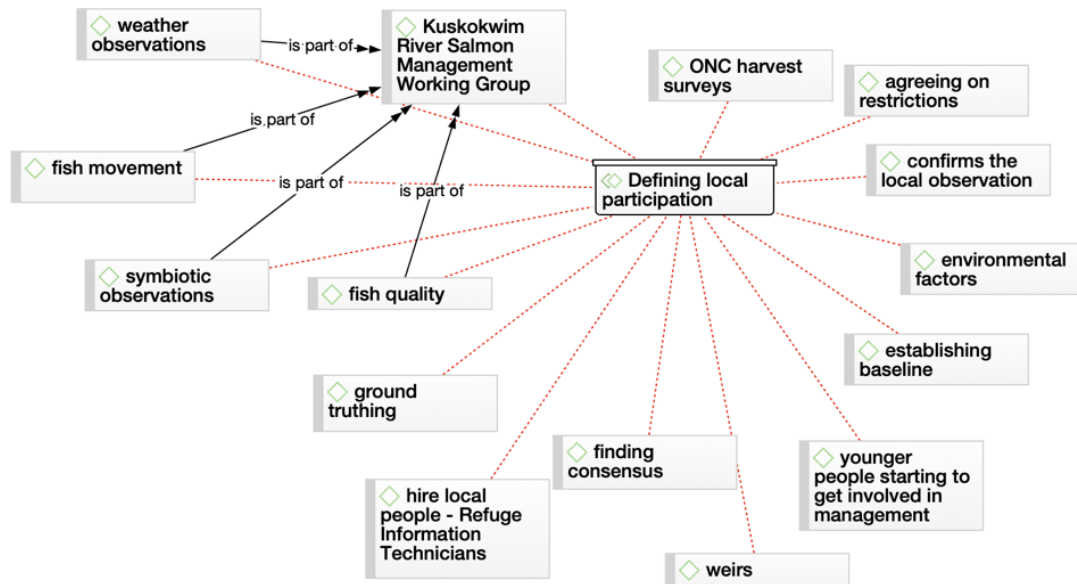 weather
observations
is part of
Kuskokwim
River Salmon
Management
Working Group
ONC harvest
surveys
agreeing on
restrictions
is part of
fish movement
is part of
is part of
Defining local
participation
confirms the
local observation
symbiotic
observations
fish quality
environmental
factors
establishing
baseline
ground
truthing
finding
consensus
younger
people starting to
get involved in
management
hire local
people - Refuge
Information
Technicians
weirs